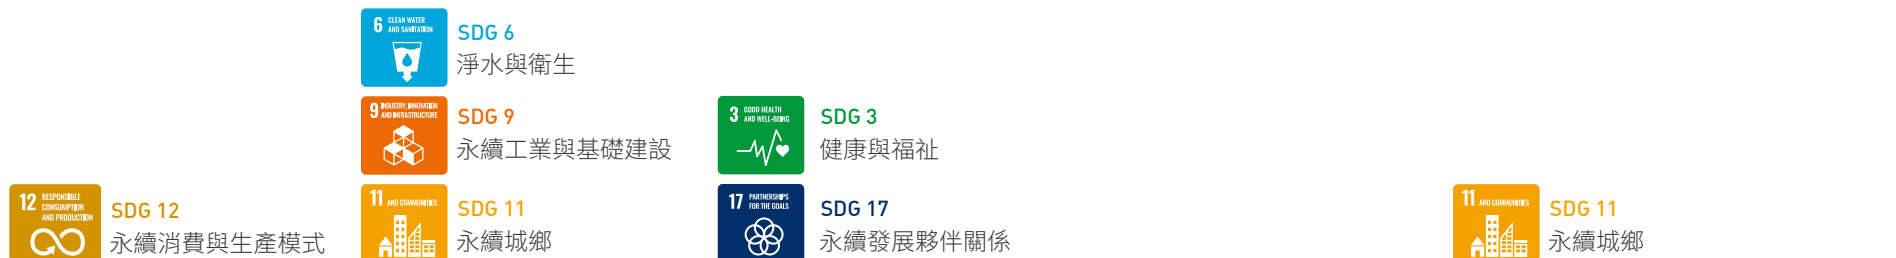 6 CLEAN WATER
AND SANITATION
SDG 6
淨水與衛生
9 INDUSTRY, INNOVATION
AND INFRASTRUCTURE
SDG 9
永續工業與基礎建設
3 GOOD HEALTH
AND WELL-BEING
SDG 3
健康與福祉
12 RESPONSIBLE
CONSUMPTION
AND PRODUCTION
SDG 12
永續消費與生產模式
11 AND COMMUNITIES
SDG 11
永續城鄉
17 PARTNERSHIPS
FOR THE GOALS
SDG 17
永續發展夥伴關係
11 AND COMMUNITIES
SDG 11
永續城鄉